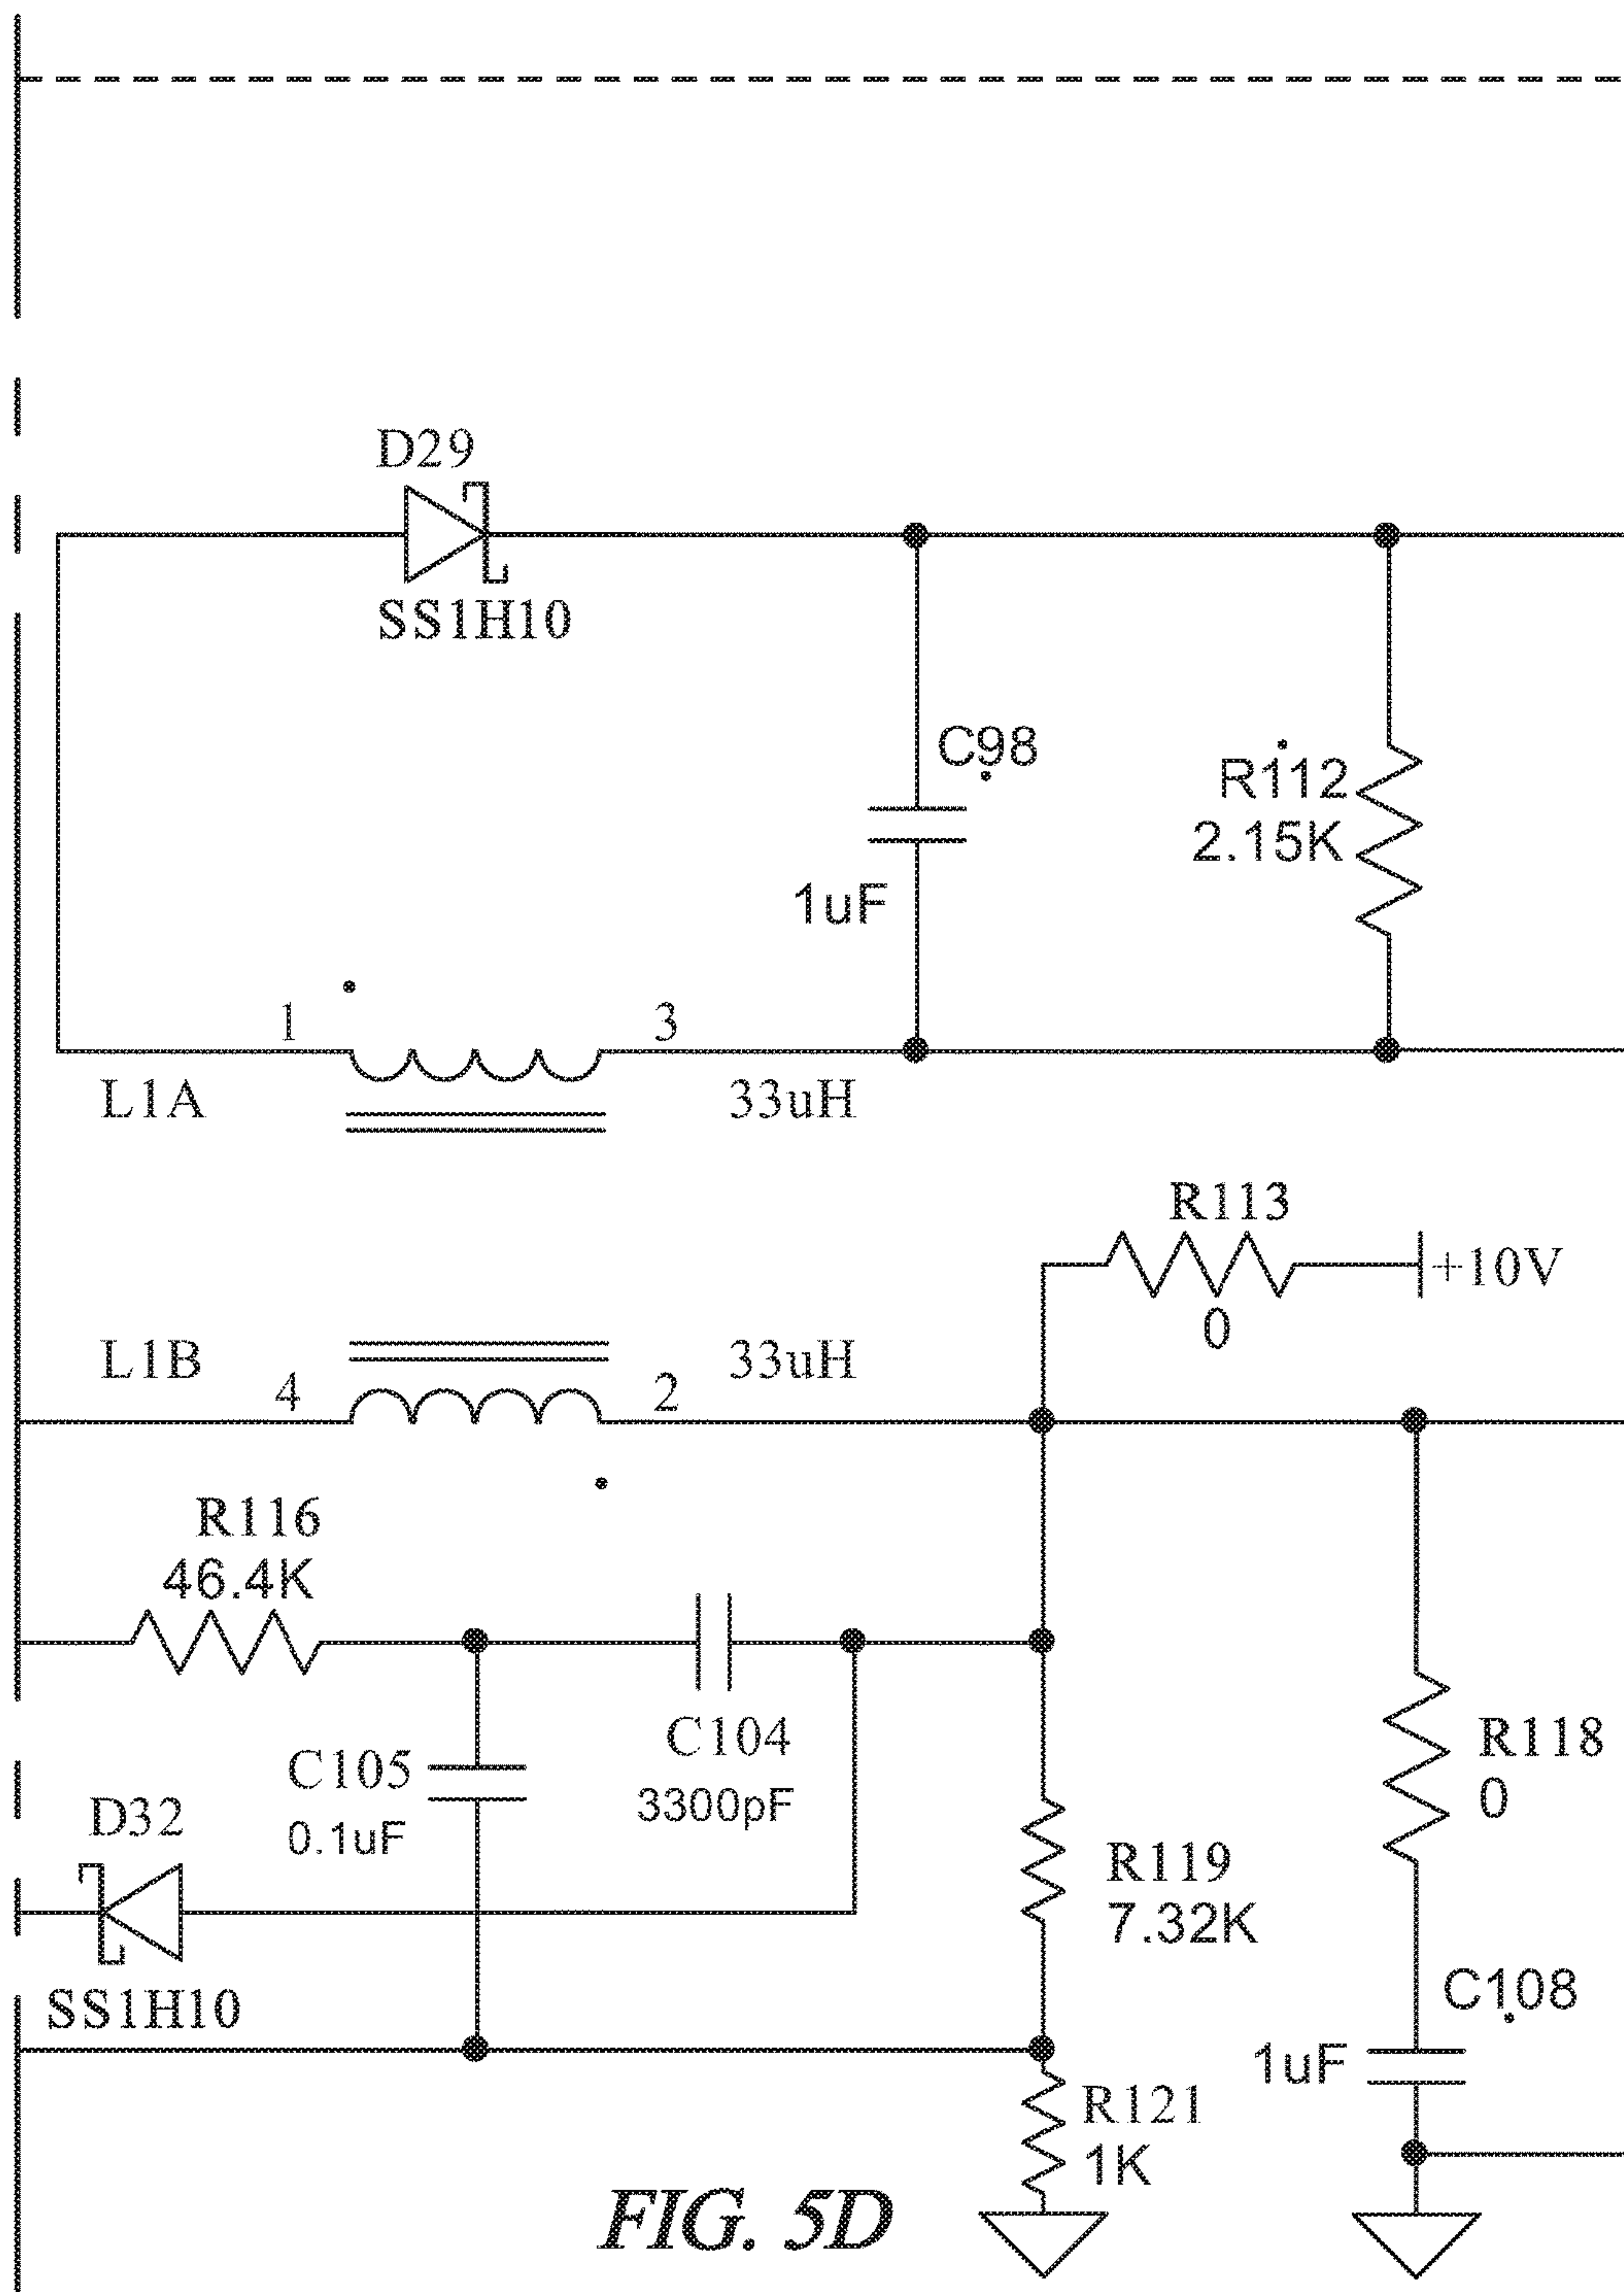 D29
SS1H10
C98
1uF
R112
2.15K
1
3
L1A
33uH
R113
0
+10V
L1B
33uH
4
2
R116
46.4K
C104
3300pF
C105
0.1uF
D32
SS1H10
R118
0
R119
7.32K
C108
1uF
R121
1K
FIG. 5D